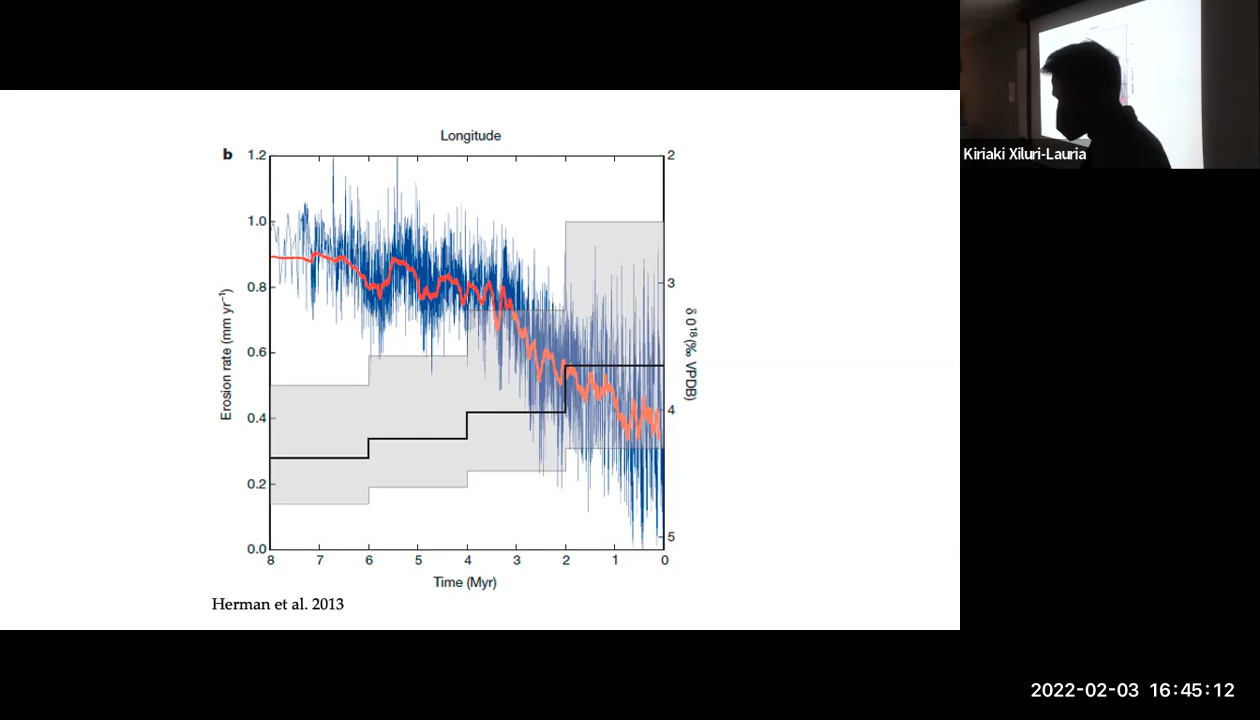 Longitude
b
1.2
1.0
0.8
0.6
0.4
0.2
0.0
Erosion rate (mm yr⁻¹)
2
3
4
5
δ 0¹⁸(‰ VPDB)
8 7 6 5 4 3 2 1 0
Time (Myr)
Herman et al. 2013
Kiriaki Xiluri-Lauria
2022-02-03 16:45:12